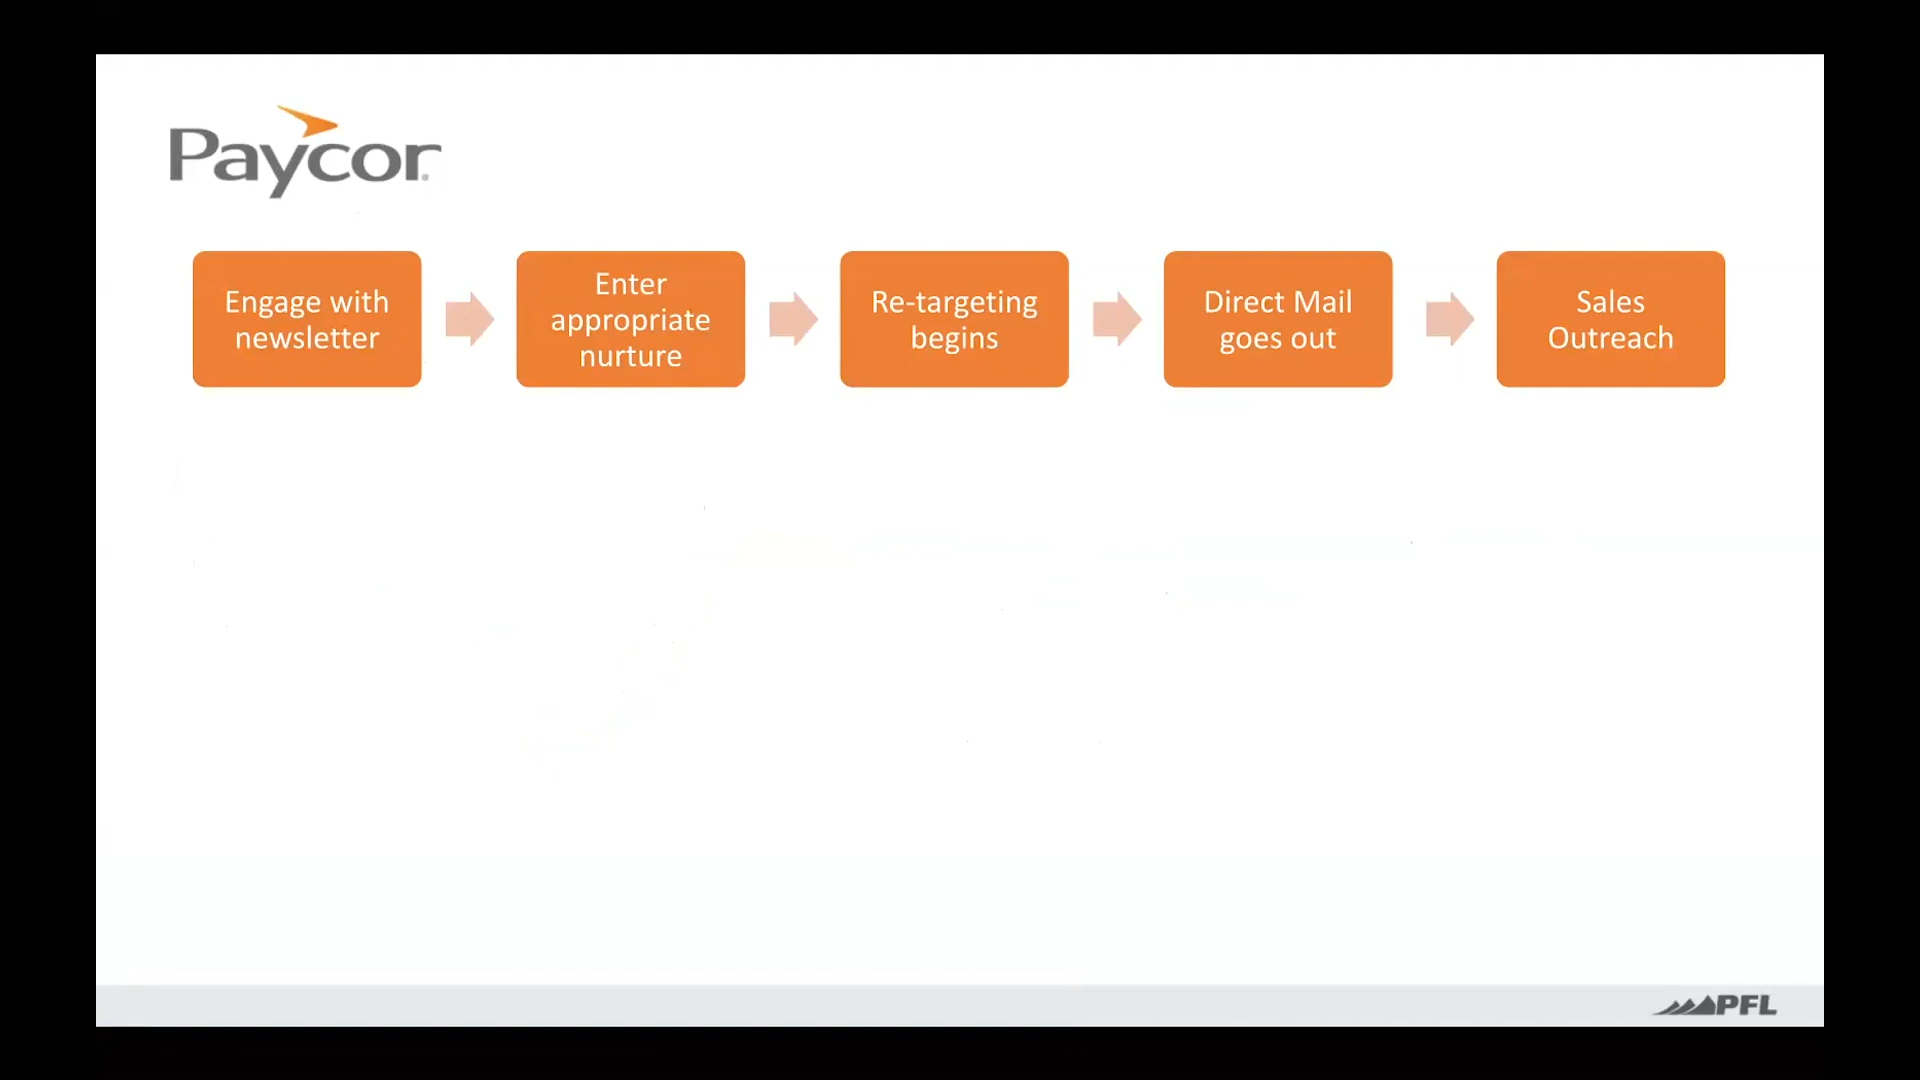 Paycor
Engage with
newsletter
Enter
appropriate
nurture
Re-targeting
begins
Direct Mail
goes out
Sales
Outreach
PFL